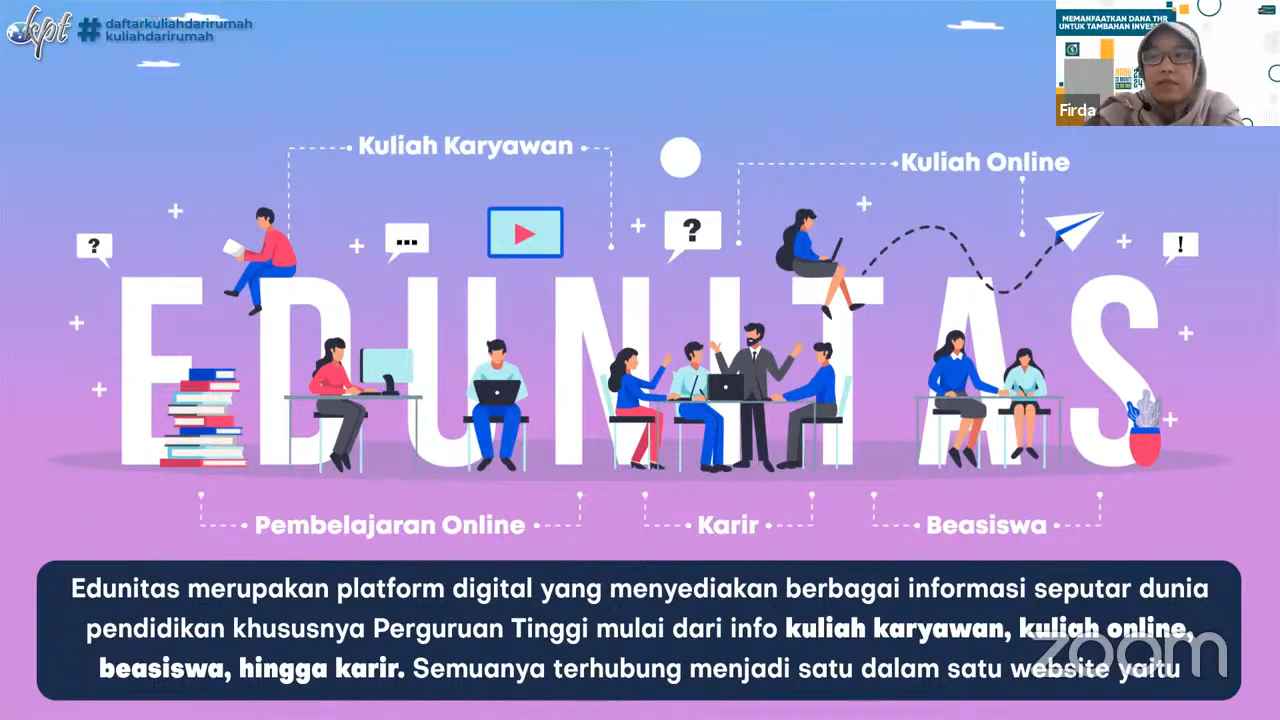 kpt
# daftarkuliahdarirumah
kuliahdarirumah
MEMANFAATKAN DANA THR
UNTUK TAMBAHAN
Firda
Kuliah Karyawan
Kuliah Online
?
...
?
!
EDUNITAS
Pembelajaran Online
Karir
Beasiswa
Edunitas merupakan platform digital yang menyediakan berbagai informasi seputar dunia
pendidikan khususnya Perguruan Tinggi mulai dari info kuliah karyawan, kuliah online,
beasiswa, hingga karir. Semuanya terhubung menjadi satu dalam satu website yaitu
zoom